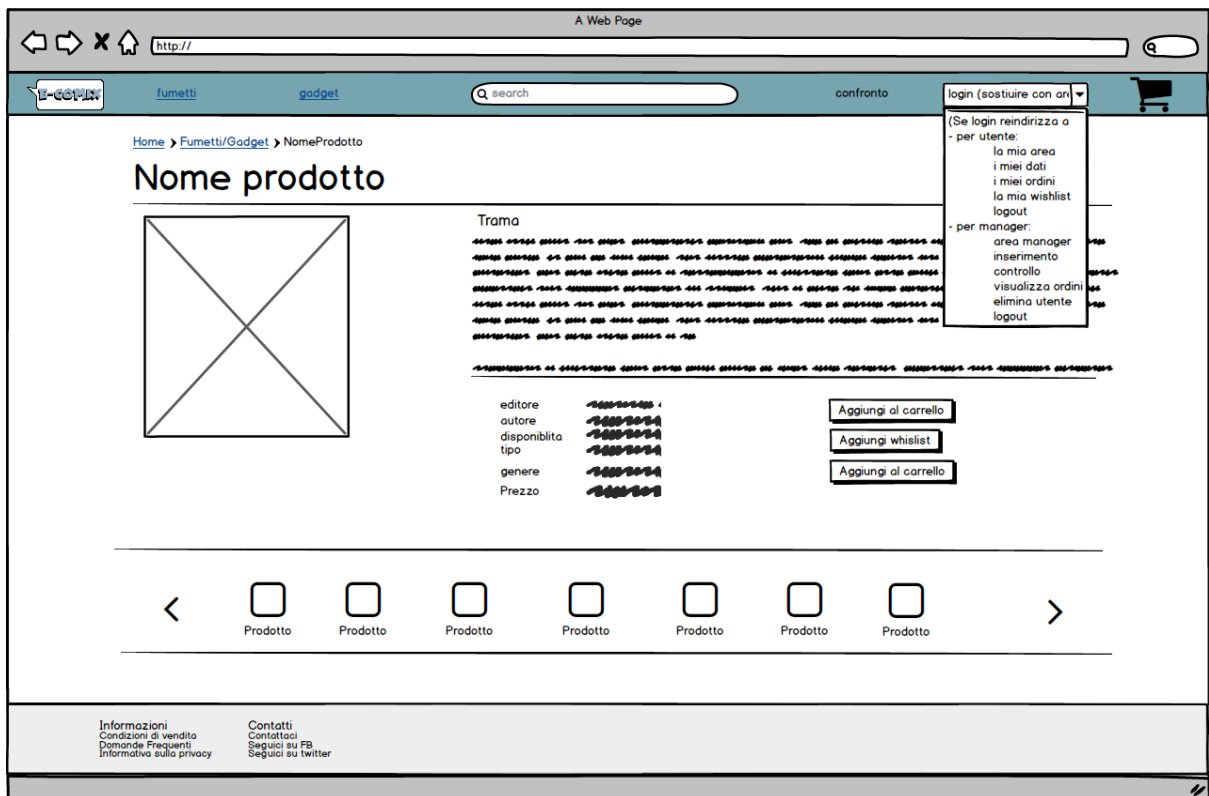 A Web Page
http://
E-COMIX
fumetti
gadget
search
confronto
login (sostiuire con are
(Se login reindirizza a
- per utente:
la mia area
i miei dati
i miei ordini
la mia wishlist
logout
- per manager:
area manager
inserimento
controllo
visualizza ordini
elimina utente
logout
Home > Fumetti/Gadget > NomeProdotto
Nome prodotto
Trama
editore
autore
disponiblita
tipo
genere
Prezzo
Aggiungi al carrello
Aggiungi whislist
Aggiungi al carrello
Prodotto
Prodotto
Prodotto
Prodotto
Prodotto
Prodotto
Prodotto
Informazioni
Condizioni di vendita
Domande Frequenti
Informativa sulla privacy
Contatti
Contattaci
Seguici su FB
Seguici su twitter